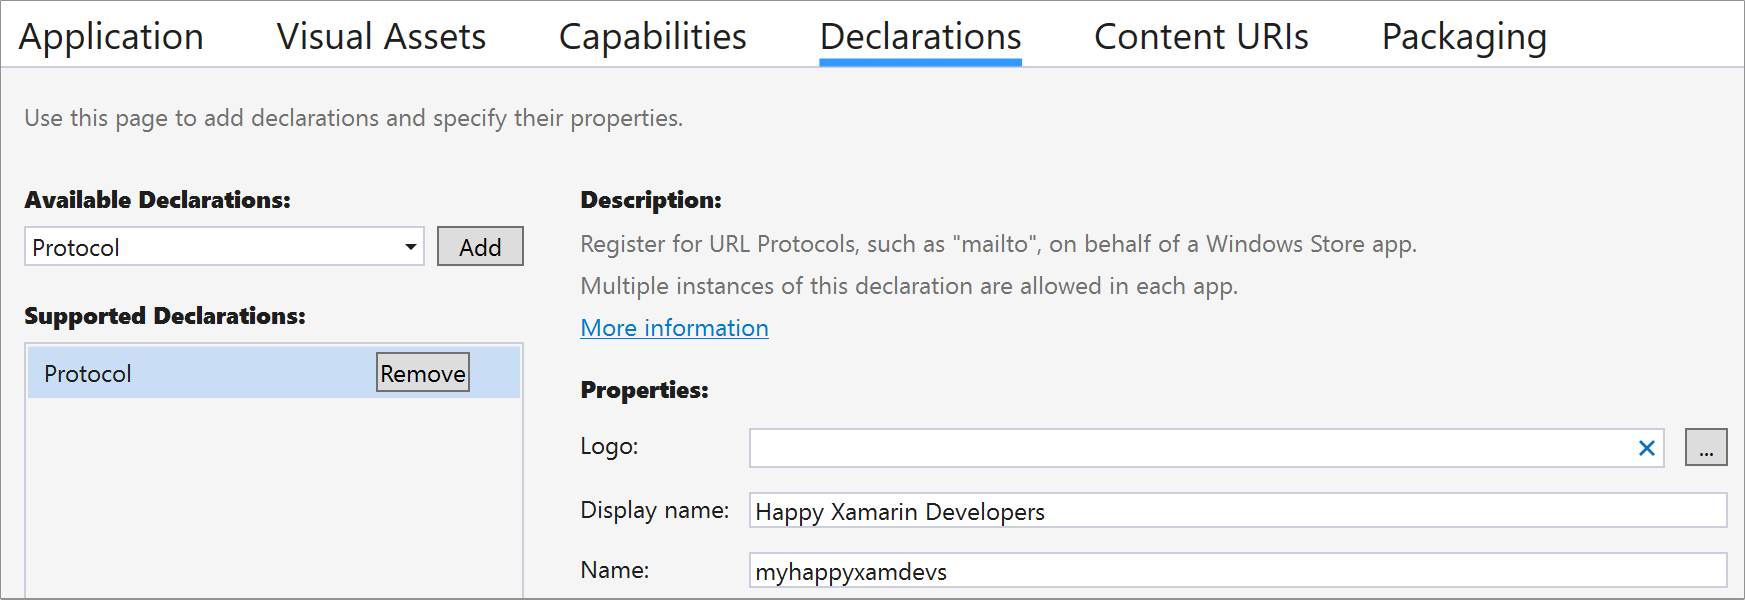 Application Visual Assets Capabilities Declarations Content URIs Packaging
Use this page to add declarations and specify their properties.
Available Declarations:
Protocol Add
Supported Declarations:
Protocol Remove
Description:
Register for URL Protocols, such as "mailto", on behalf of a Windows Store app.
Multiple instances of this declaration are allowed in each app.
More information
Properties:
Logo: ...
Display name: Happy Xamarin Developers
Name: myhappyxamdevs